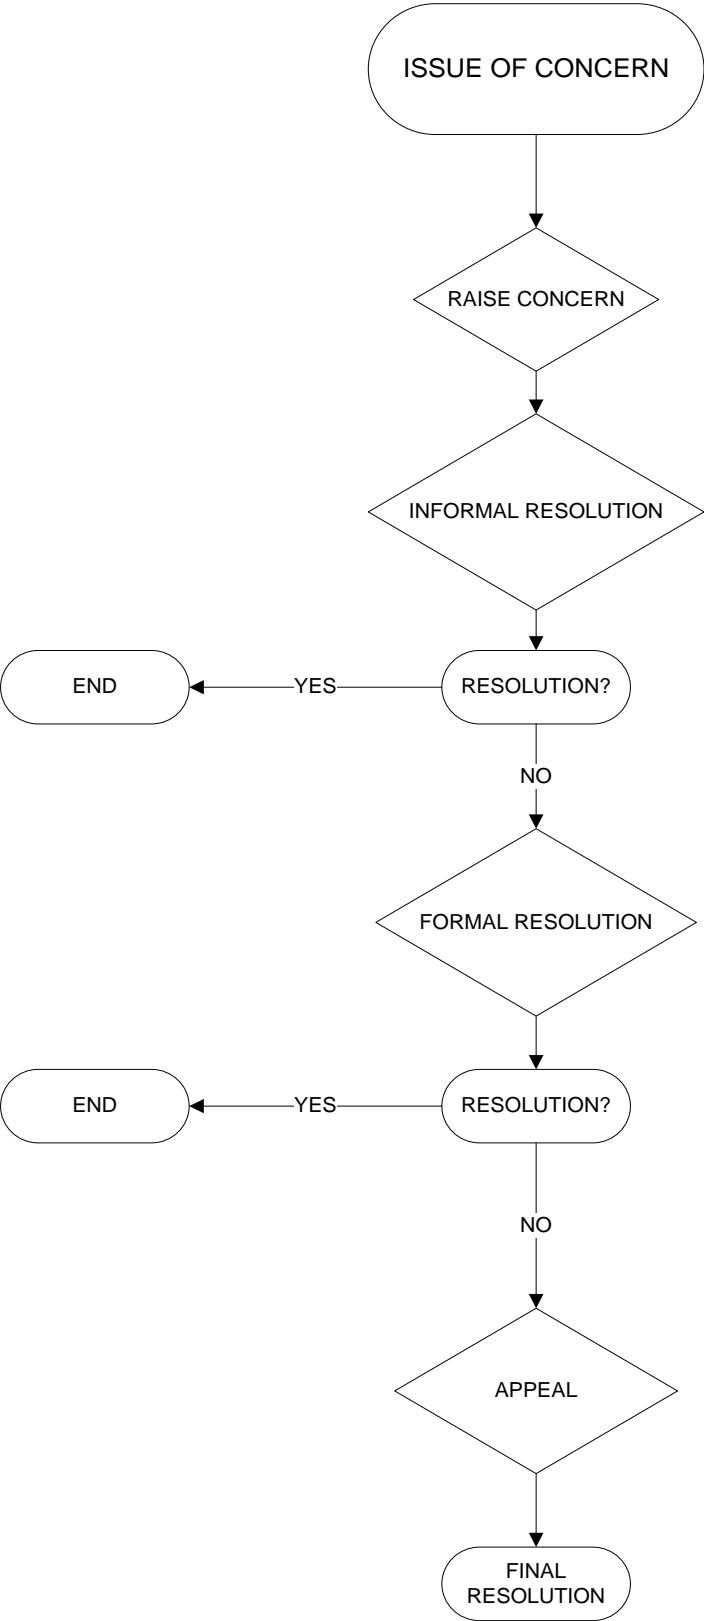 ISSUE OF CONCERN
RAISE CONCERN
INFORMAL RESOLUTION
END
YES
RESOLUTION?
NO
FORMAL RESOLUTION
END
YES
RESOLUTION?
NO
APPEAL
FINAL
RESOLUTION